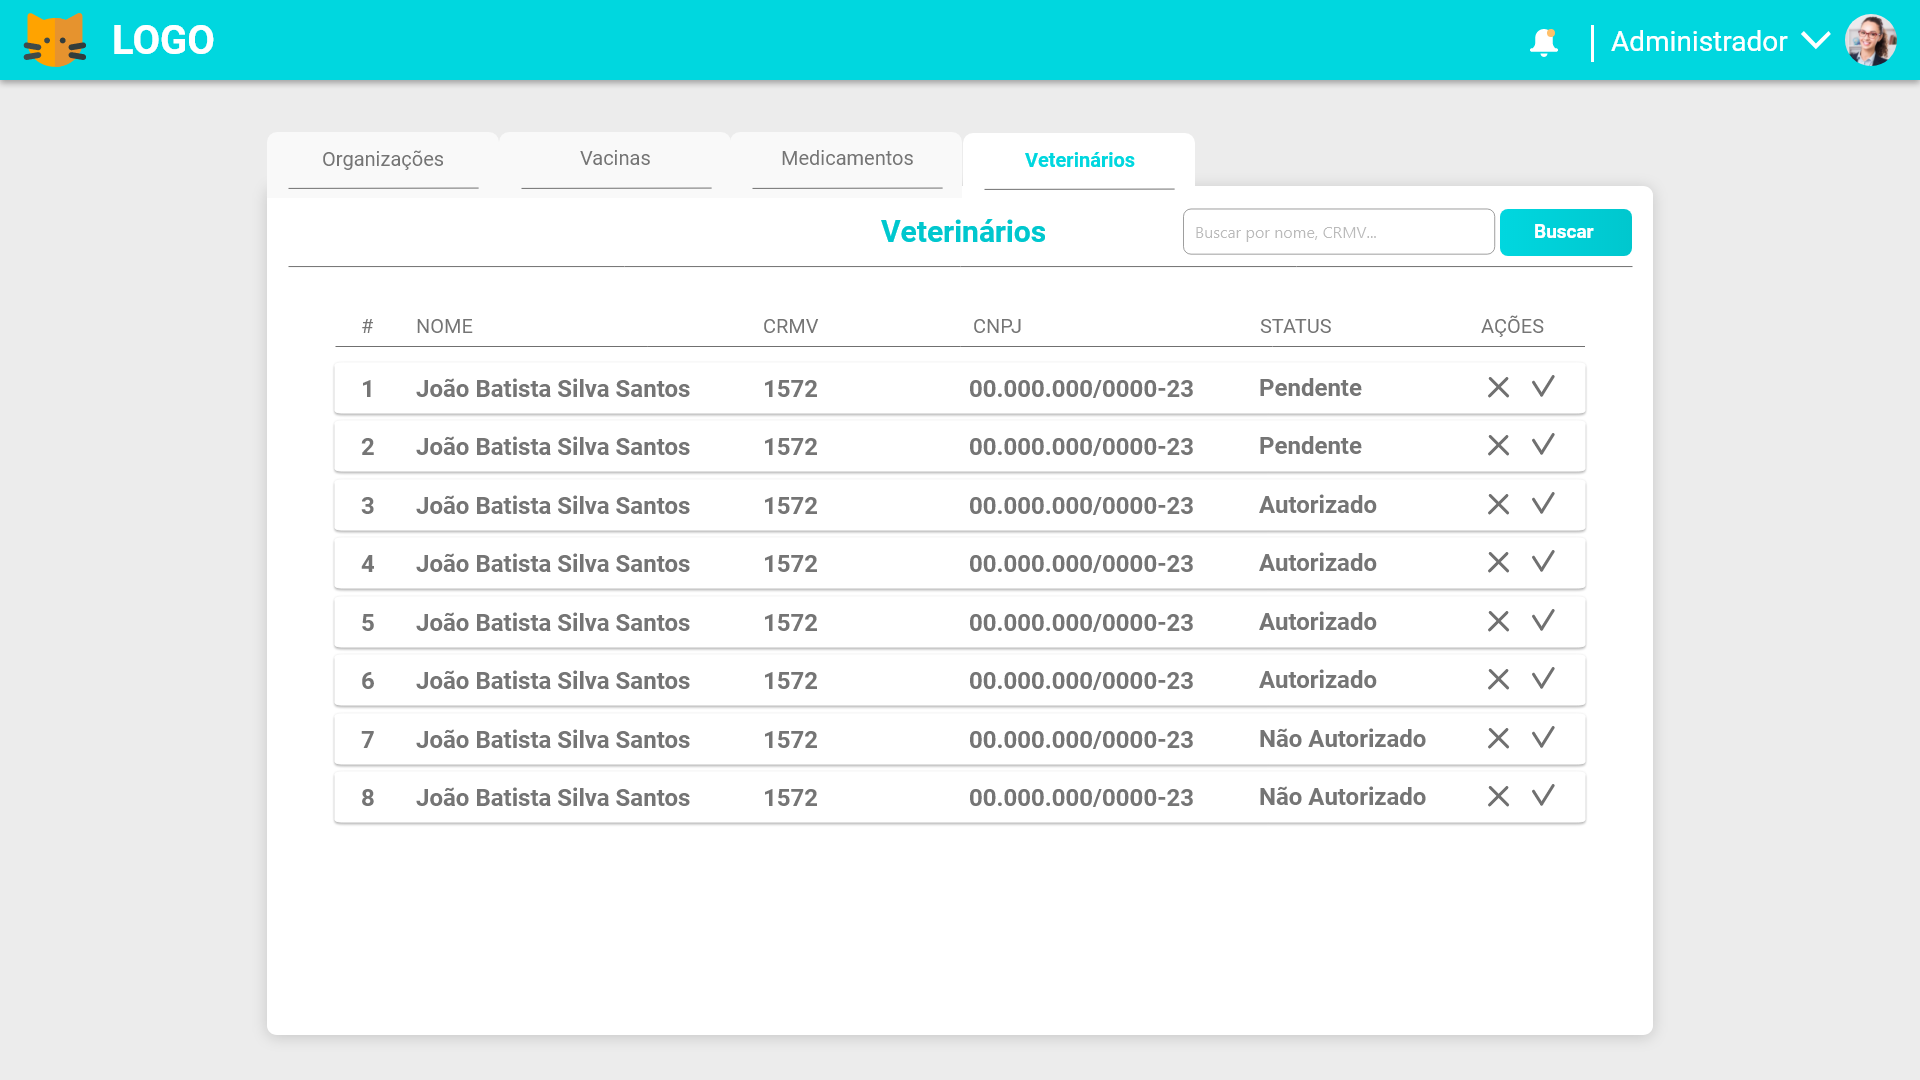 LOGO
Administrador
Organizações Vacinas Medicamentos Veterinários
Veterinários Buscar por nome, CRMV... Buscar
# NOME CRMV CNPJ STATUS AÇÕES
1 João Batista Silva Santos 1572 00.000.000/0000-23 Pendente
2 João Batista Silva Santos 1572 00.000.000/0000-23 Pendente
3 João Batista Silva Santos 1572 00.000.000/0000-23 Autorizado
4 João Batista Silva Santos 1572 00.000.000/0000-23 Autorizado
5 João Batista Silva Santos 1572 00.000.000/0000-23 Autorizado
6 João Batista Silva Santos 1572 00.000.000/0000-23 Autorizado
7 João Batista Silva Santos 1572 00.000.000/0000-23 Não Autorizado
8 João Batista Silva Santos 1572 00.000.000/0000-23 Não Autorizado